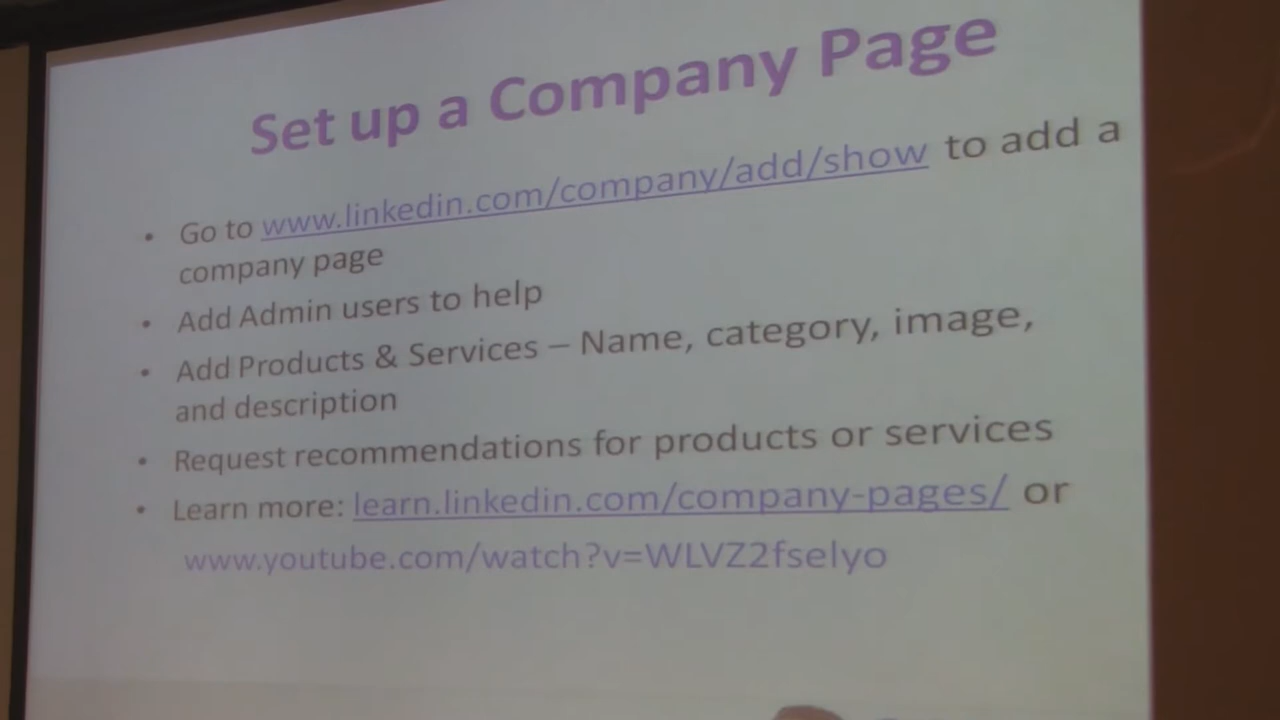 Set up a Company Page
• Go to www.linkedin.com/company/add/show to add a
company page
• Add Admin users to help
• Add Products & Services – Name, category, image,
and description
• Request recommendations for products or services
• Learn more: learn.linkedin.com/company-pages/ or
www.youtube.com/watch?v=WLVZ2fselyo